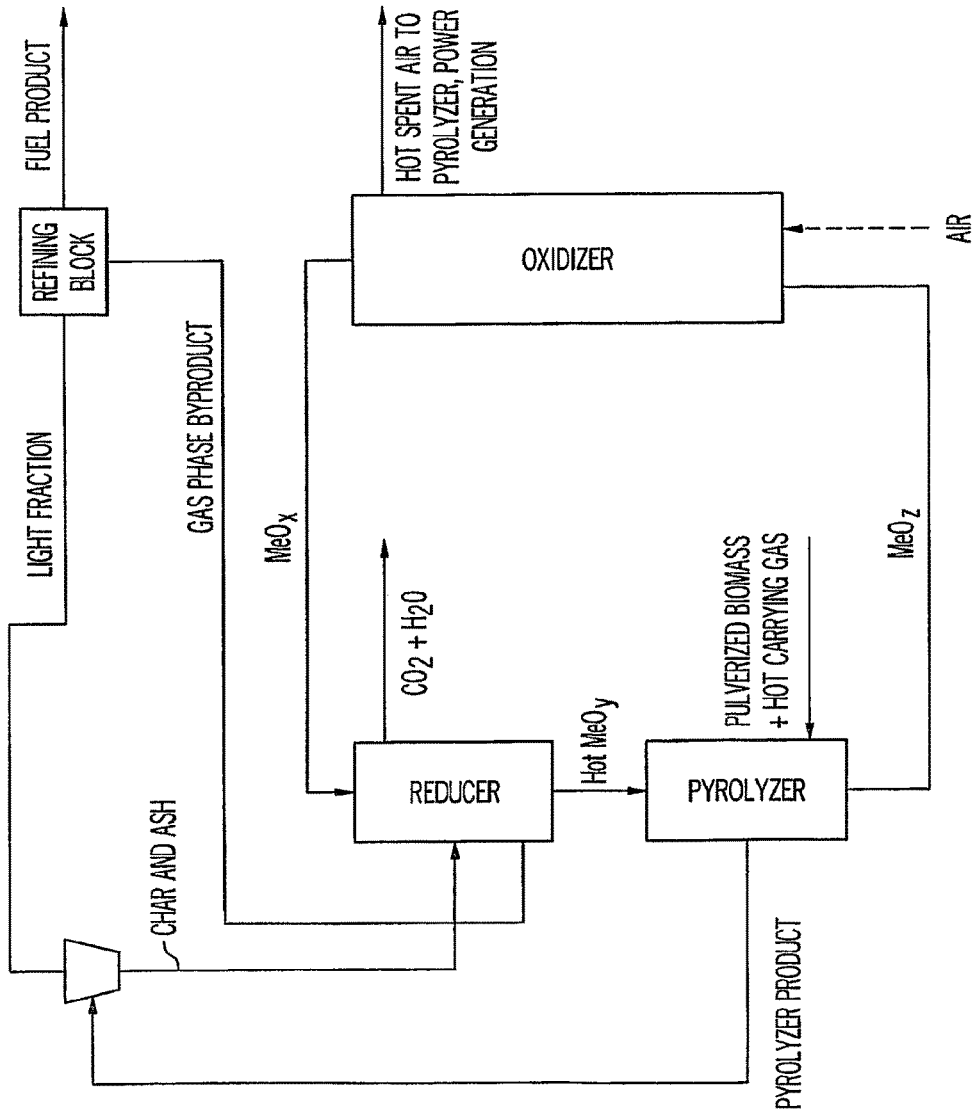 FUEL PRODUCT
REFINING
BLOCK
LIGHT FRACTION
GAS PHASE BYPRODUCT
HOT SPENT AIR TO
PYROLYZER, POWER
GENERATION
OXIDIZER
AIR
MeOx
CO2 + H2O
REDUCER
CHAR AND ASH
Hot MeOy
PULVERIZED BIOMASS
+ HOT CARRYING GAS
PYROLYZER
MeOz
PYROLYZER PRODUCT